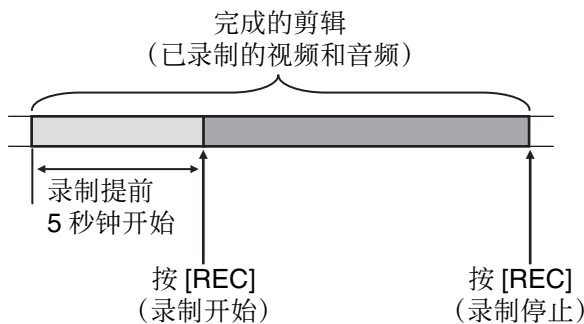 完成的剪辑
（已录制的视频和音频）
录制提前
5 秒钟开始
按 [REC]
（录制开始）
按 [REC]
（录制停止）